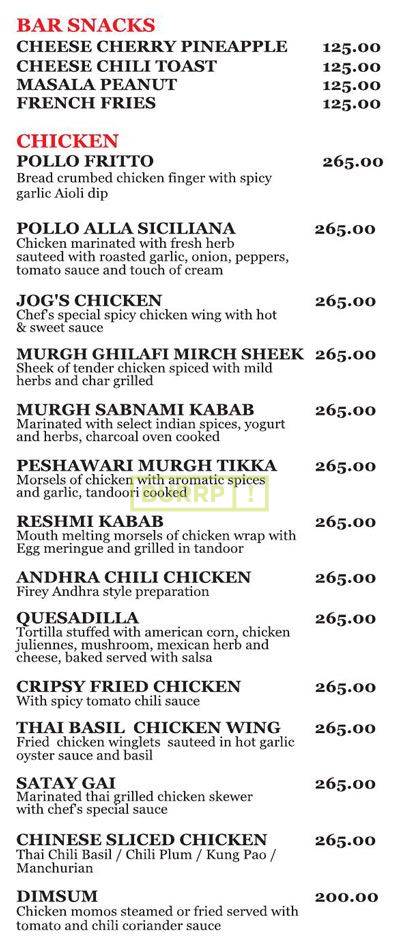 BAR SNACKS
CHEESE CHERRY PINEAPPLE 125.00
CHEESE CHILI TOAST 125.00
MASALA PEANUT 125.00
FRENCH FRIES 125.00
CHICKEN
POLLO FRITTO 265.00
Bread crumbed chicken finger with spicy
garlic Aioli dip
POLLO ALLA SICILIANA 265.00
Chicken marinated with fresh herb
sauteed with roasted garlic, onion, peppers,
tomato sauce and touch of cream
JOG'S CHICKEN 265.00
Chef's special spicy chicken wing with hot
& sweet sauce
MURGH GHILAFI MIRCH SHEEK 265.00
Sheek of tender chicken spiced with mild
herbs and char grilled
MURGH SABNAMI KABAB 265.00
Marinated with select indian spices, yogurt
and herbs, charcoal oven cooked
PESHAWARI MURGH TIKKA 265.00
Morsels of chicken with aromatic spices
and garlic, tandoori cooked
BURRP!
RESHMI KABAB 265.00
Mouth melting morsels of chicken wrap with
Egg meringue and grilled in tandoor
ANDHRA CHILI CHICKEN 265.00
Firey Andhra style preparation
QUESADILLA 265.00
Tortilla stuffed with american corn, chicken
juliennes, mushroom, mexican herb and
cheese, baked served with salsa
CRIPSY FRIED CHICKEN 265.00
With spicy tomato chili sauce
THAI BASIL CHICKEN WING 265.00
Fried chicken winglets sauteed in hot garlic
oyster sauce and basil
SATAY GAI 265.00
Marinated thai grilled chicken skewer
with chef's special sauce
CHINESE SLICED CHICKEN 265.00
Thai Chili Basil / Chili Plum / Kung Pao /
Manchurian
DIMSUM 200.00
Chicken momos steamed or fried served with
tomato and chili coriander sauce